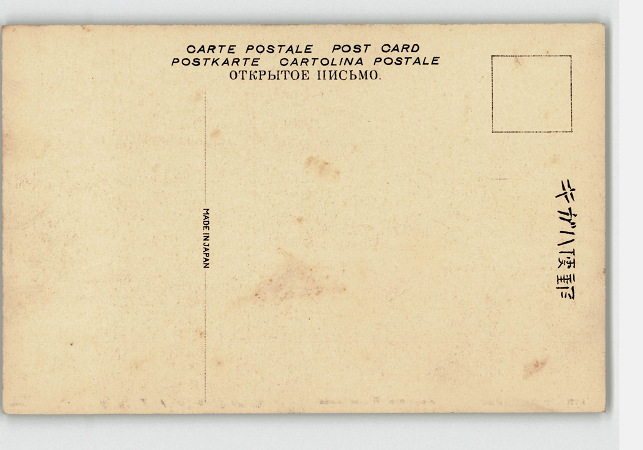 CARTE POSTALE POST CARD
POSTKARTE CARTOLINA POSTALE
ОТКРЫТОЕ ПИСЬМО.
MADE IN JAPAN
キガハ便郵